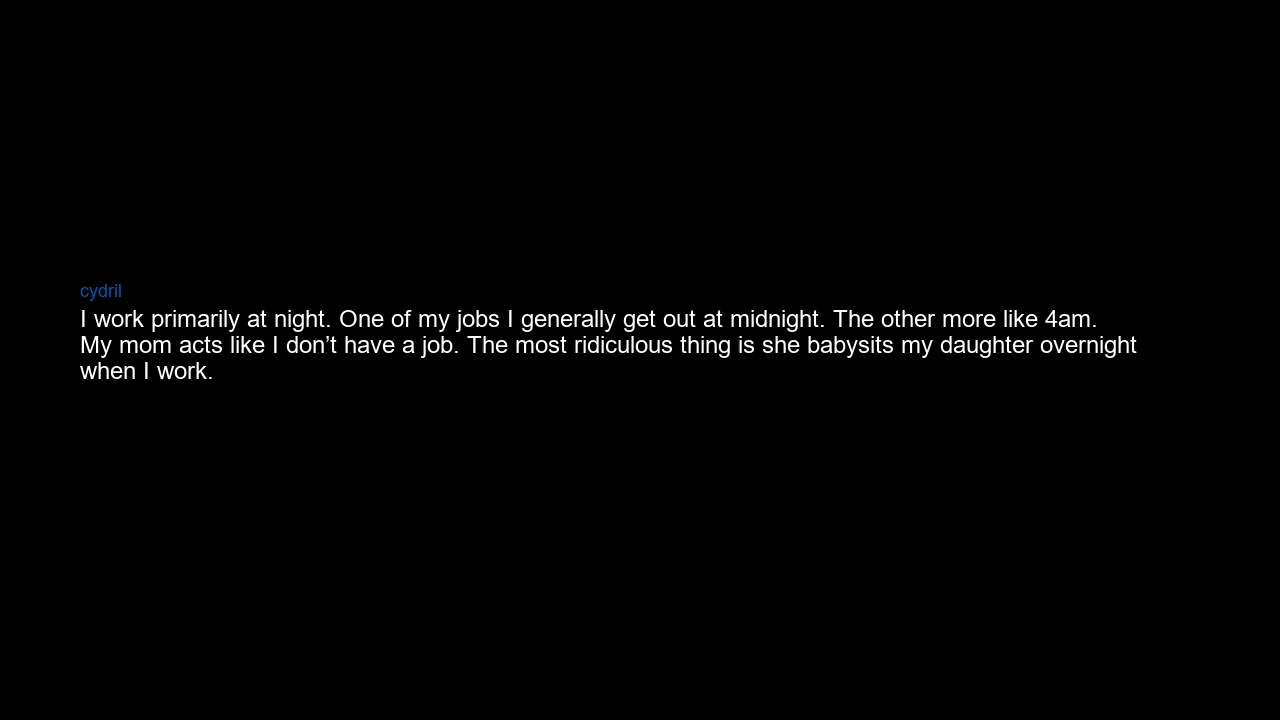 cydril
I work primarily at night. One of my jobs I generally get out at midnight. The other more like 4am.
My mom acts like I don’t have a job. The most ridiculous thing is she babysits my daughter overnight
when I work.